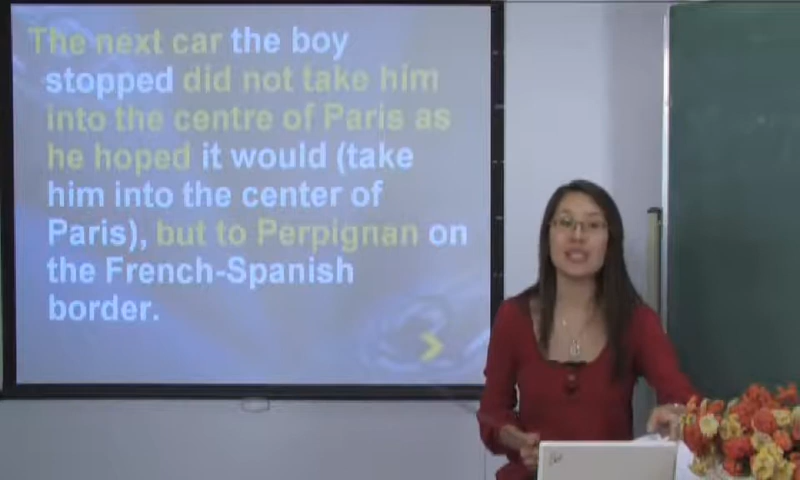 The next car the boy
stopped did not take him
into the centre of Paris as
he hoped it would (take
him into the center of
Paris), but to Perpignan on
the French-Spanish
border.